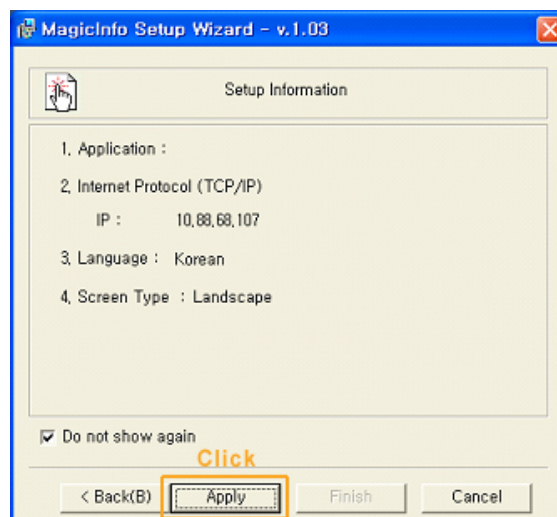 MagicInfo Setup Wizard - v.1.03
Setup Information
1, Application :
2, Internet Protocol (TCP/IP)
IP : 10,88,68,107
3, Language : Korean
4, Screen Type : Landscape
Do not show again
Click
< Back(B) Apply Finish Cancel